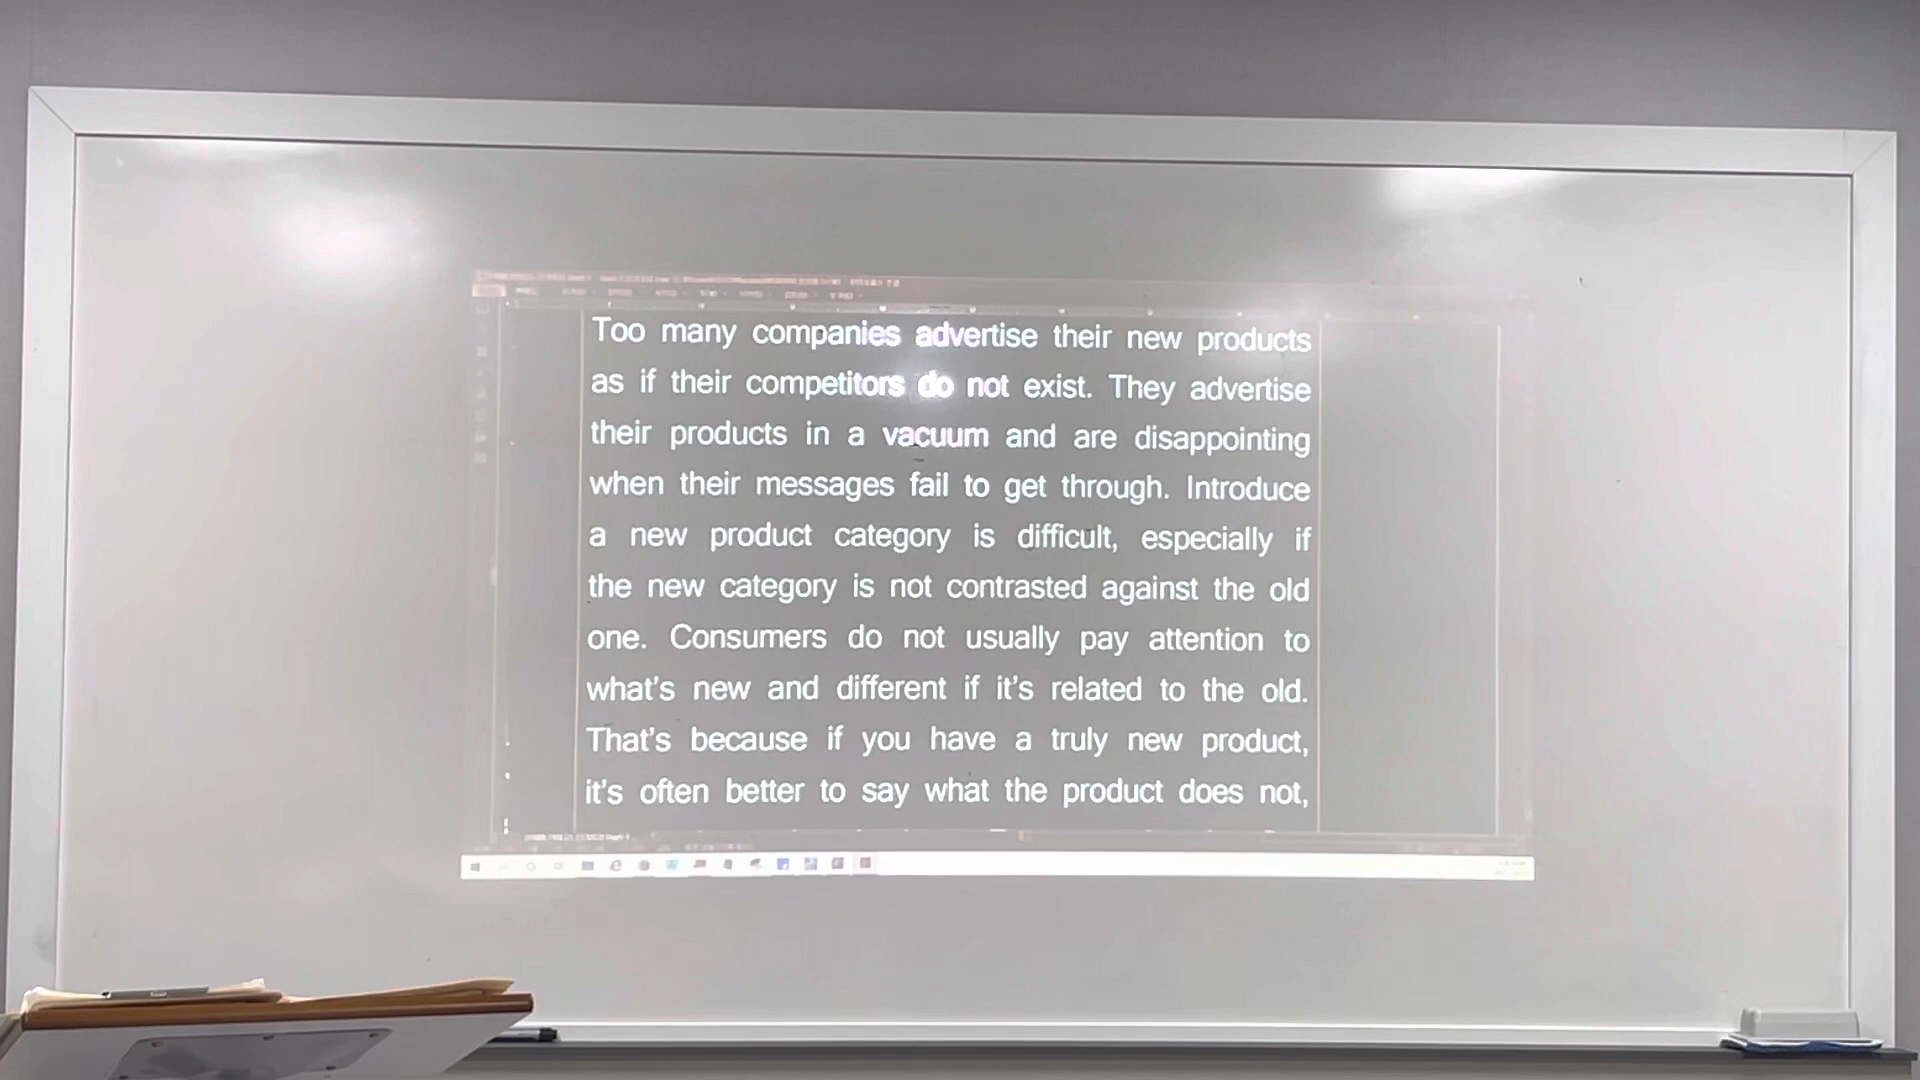 Too many companies advertise their new products
as if their competitors do not exist. They advertise
their products in a vacuum and are disappointing
when their messages fail to get through. Introduce
a new product category is difficult, especially if
the new category is not contrasted against the old
one. Consumers do not usually pay attention to
what's new and different if it's related to the old.
That's because if you have a truly new product,
it's often better to say what the product does not,